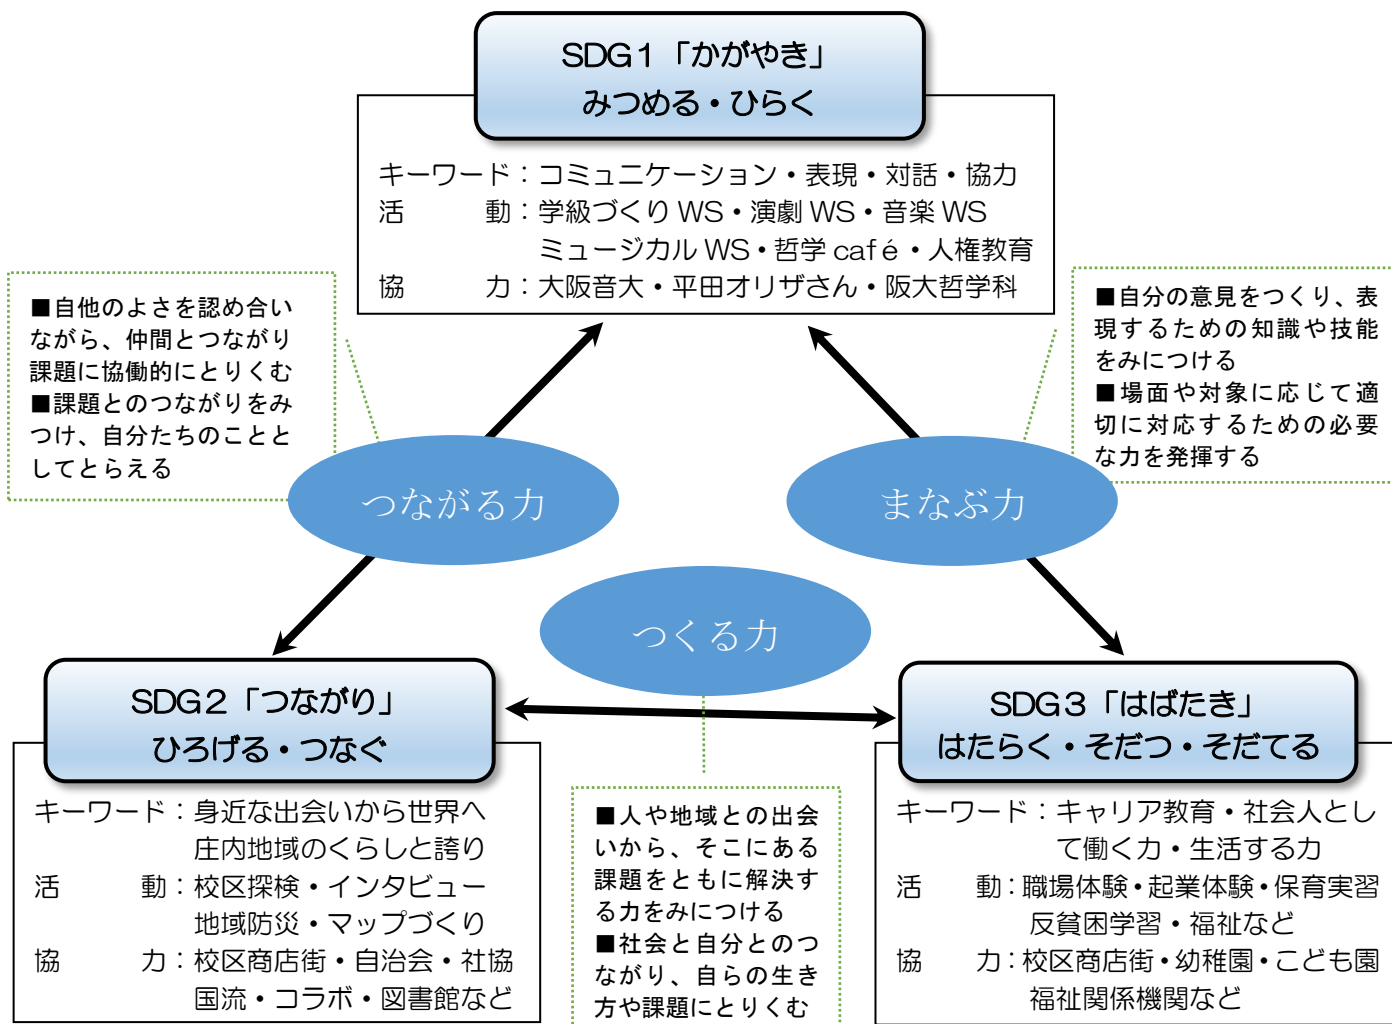 SDG1「かがやき」
みつめる・ひらく
キーワード：コミュニケーション・表現・対話・協力
活　　動：学級づくり WS・演劇 WS・音楽 WS
ミュージカル WS・哲学 café・人権教育
協　　力：大阪音大・平田オリザさん・阪大哲学科
■自他のよさを認め合い
ながら、仲間とつながり
課題に協働的にとりくむ
■課題とのつながりをみ
つけ、自分たちのことと
してとらえる
■自分の意見をつくり、表
現するための知識や技能
をみにつける
■場面や対象に応じて適
切に対応するための必要
な力を発揮する
つながる力
まなぶ力
つくる力
SDG2「つながり」
ひろげる・つなぐ
キーワード：身近な出会いから世界へ
庄内地域のくらしと誇り
活　　動：校区探検・インタビュー
地域防災・マップづくり
協　　力：校区商店街・自治会・社協
国流・コラボ・図書館など
■人や地域との出会
いから、そこにある
課題をともに解決す
る力をみにつける
■社会と自分とのつ
ながり、自らの生き
方や課題にとりくむ
SDG3「はばたき」
はたらく・そだつ・そだてる
キーワード：キャリア教育・社会人とし
て働く力・生活する力
活　　動：職場体験・起業体験・保育実習
反貧困学習・福祉など
協　　力：校区商店街・幼稚園・こども園
福祉関係機関など